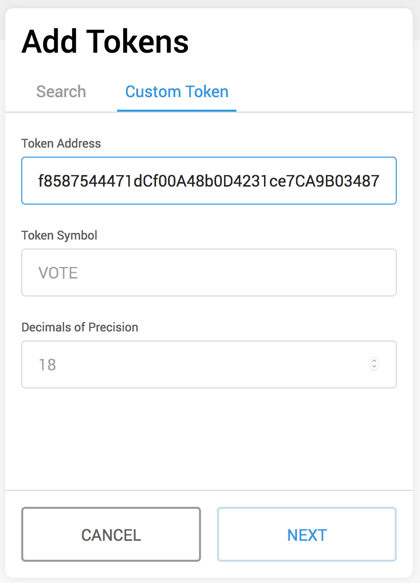 Add Tokens
Search Custom Token
Token Address
f8587544471dCf00A48b0D4231ce7CA9B03487
Token Symbol
VOTE
Decimals of Precision
18
CANCEL NEXT